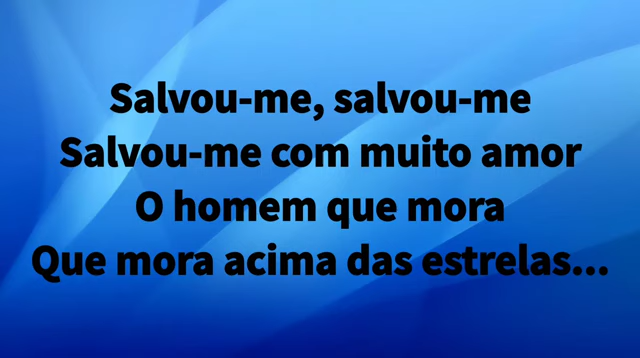 Salvou-me, salvou-me
Salvou-me com muito amor
O homem que mora
Que mora acima das estrelas...